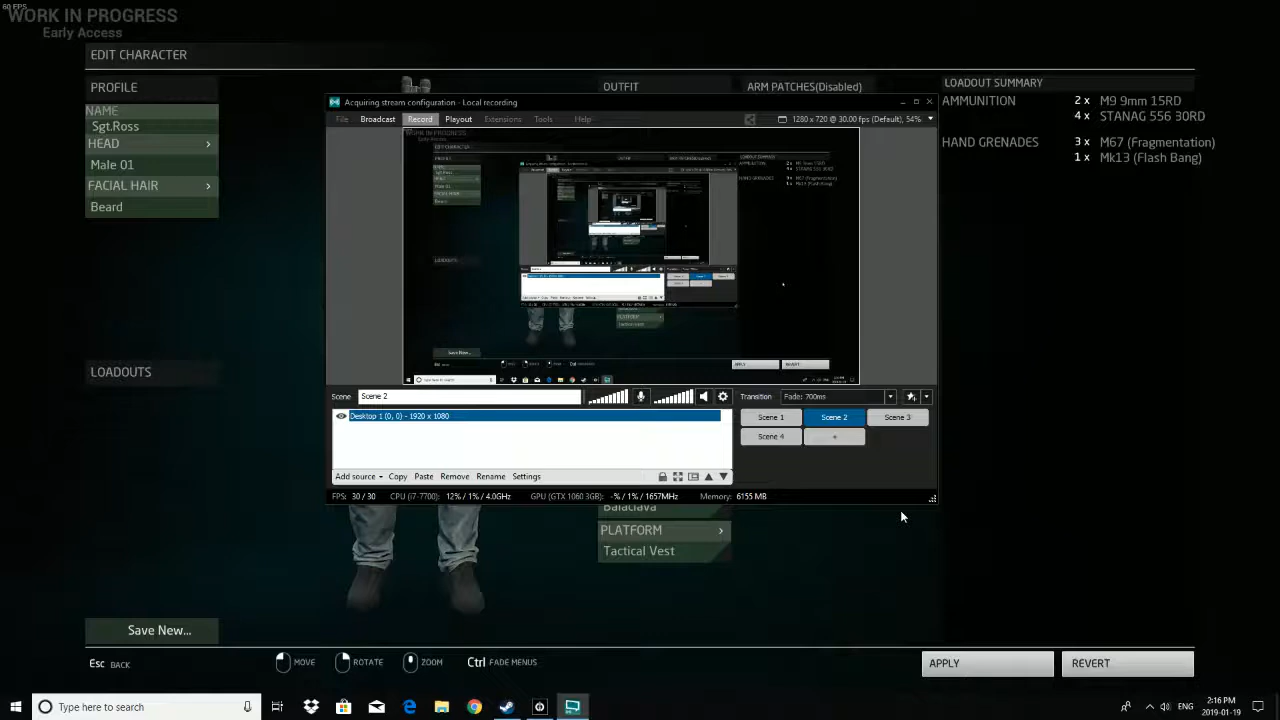 60 FPS
WORK IN PROGRESS
Early Access
EDIT CHARACTER
PROFILE
NAME
Sgt.Ross
HEAD >
Male 01
>
Beard
LOADOUTS
Save New...
OUTFIT
ARM PATCHES(Disabled)
LOADOUT SUMMARY
AMMUNITION 2 x M9 9mm 15RD
4 x STANAG 556 30RD
HAND GRENADES 3 x M67 (Fragmentation)
1 x Mk13 (Flash Bang)
Acquiring stream configuration - Local recording
File Broadcast Record Playout Extensions Tools Help
1280 x 720 @ 30.00 fps (Default), 54%
WORK IN PROGRESS
Scene Scene 2
Transition Fade: 700ms
Desktop 1 (0, 0) - 1920 x 1080
Scene 1 Scene 2 Scene 3
Scene 4 +
Add source Copy Paste Remove Rename Settings
FPS: 30 / 30 CPU (i7-7700) 12% / 1% / 4.0GHz GPU (GTX 1060 3GB): -% / 1% / 1657MHz Memory: 6155 MB
Balaclava
PLATFORM >
Tactical Vest
Esc BACK
MOVE ROTATE ZOOM Ctrl FADE MENUS
APPLY REVERT
Type here to search
ENG
2:16 PM
2019-01-19